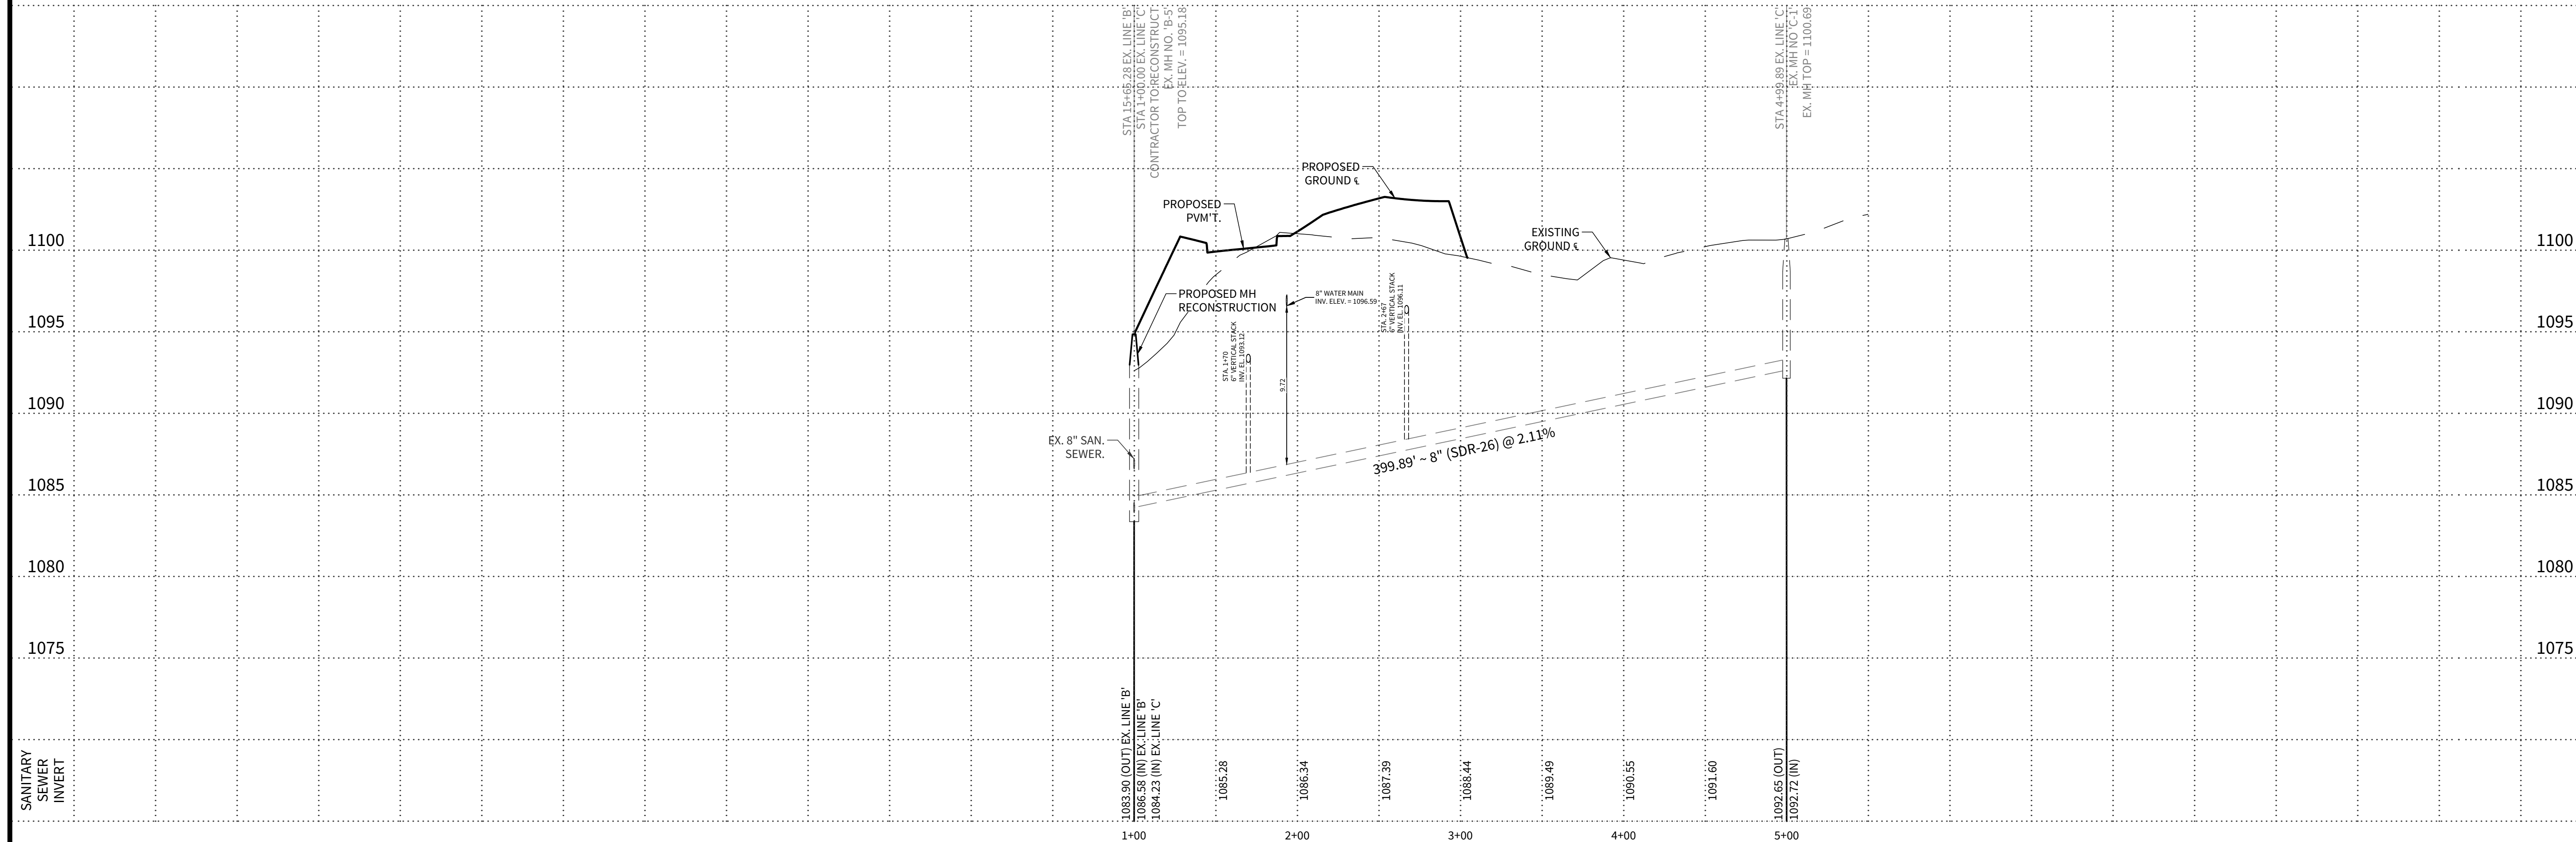 STA 15+65.28 EX. LINE 'B'
STA 1+00.00 EX. LINE 'C'
CONTRACTOR TO RECONSTRUCT
EX. MH NO. 'B-5'
TOP TO ELEV. = 1095.18
STA 4+99.89 EX. LINE 'C'
EX. MH NO 'C-1'
EX. MH TOP = 1100.69
PROPOSED
GROUND ℄
PROPOSED
PVM'T.
EXISTING
GROUND ℄
1100
1100
PROPOSED MH
RECONSTRUCTION
8" WATER MAIN
INV. ELEV. = 1096.59
STA. 2+67
6" VERTICAL STACK
INV. EL. 1096.11
1095
1095
STA. 1+70
6" VERTICAL STACK
INV. EL. 1093.12
9.72
1090
1090
EX. 8" SAN.
SEWER.
399.89' ~ 8" (SDR-26) @ 2.11%
1085
1085
1080
1080
1075
1075
SANITARY
SEWER
INVERT
1083.90 (OUT) EX. LINE 'B'
1086.58 (IN) EX. LINE 'B'
1084.23 (IN) EX. LINE 'C'
1085.28
1086.34
1087.39
1088.44
1089.49
1090.55
1091.60
1092.65 (OUT)
1092.72 (IN)
1+00
2+00
3+00
4+00
5+00